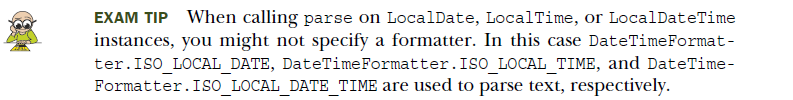 EXAM TIP When calling parse on LocalDate, LocalTime, or LocalDateTime
instances, you might not specify a formatter. In this case DateTimeFormat-
ter.ISO_LOCAL_DATE, DateTimeFormatter.ISO_LOCAL_TIME, and DateTime-
Formatter.ISO_LOCAL_DATE_TIME are used to parse text, respectively.